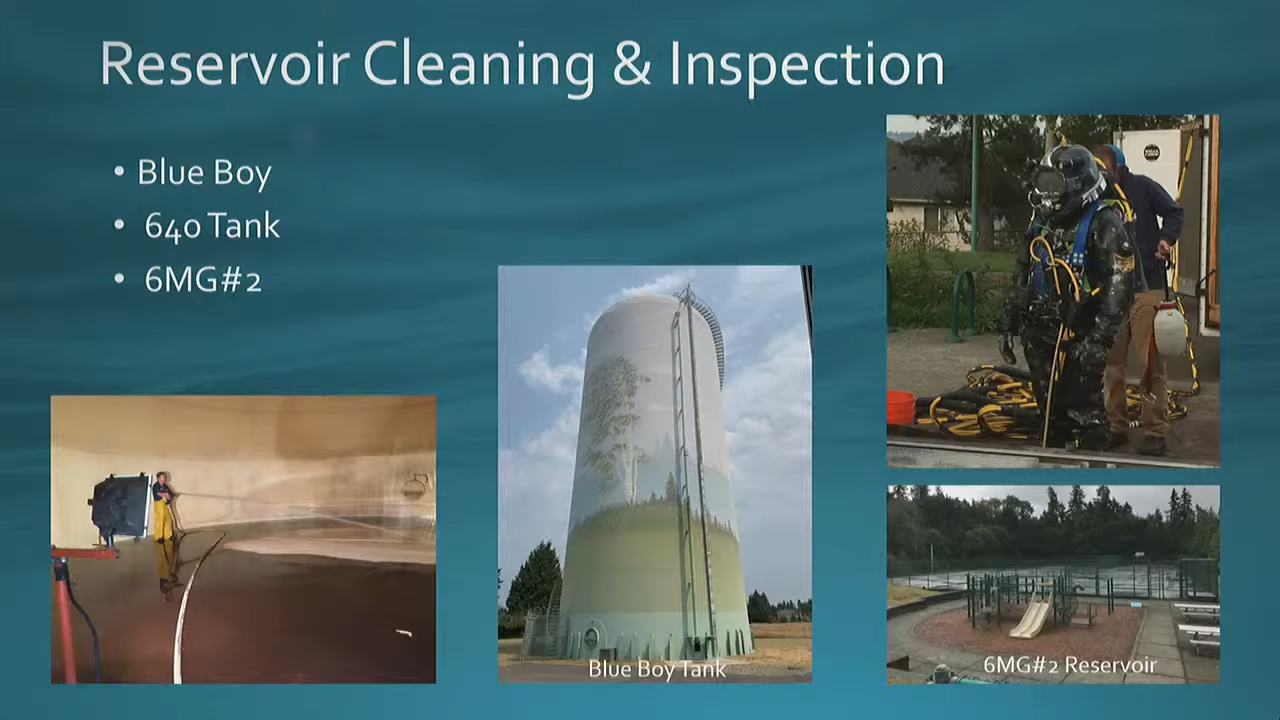 Reservoir Cleaning & Inspection
• Blue Boy
• 640 Tank
• 6MG#2
Blue Boy Tank
6MG#2 Reservoir